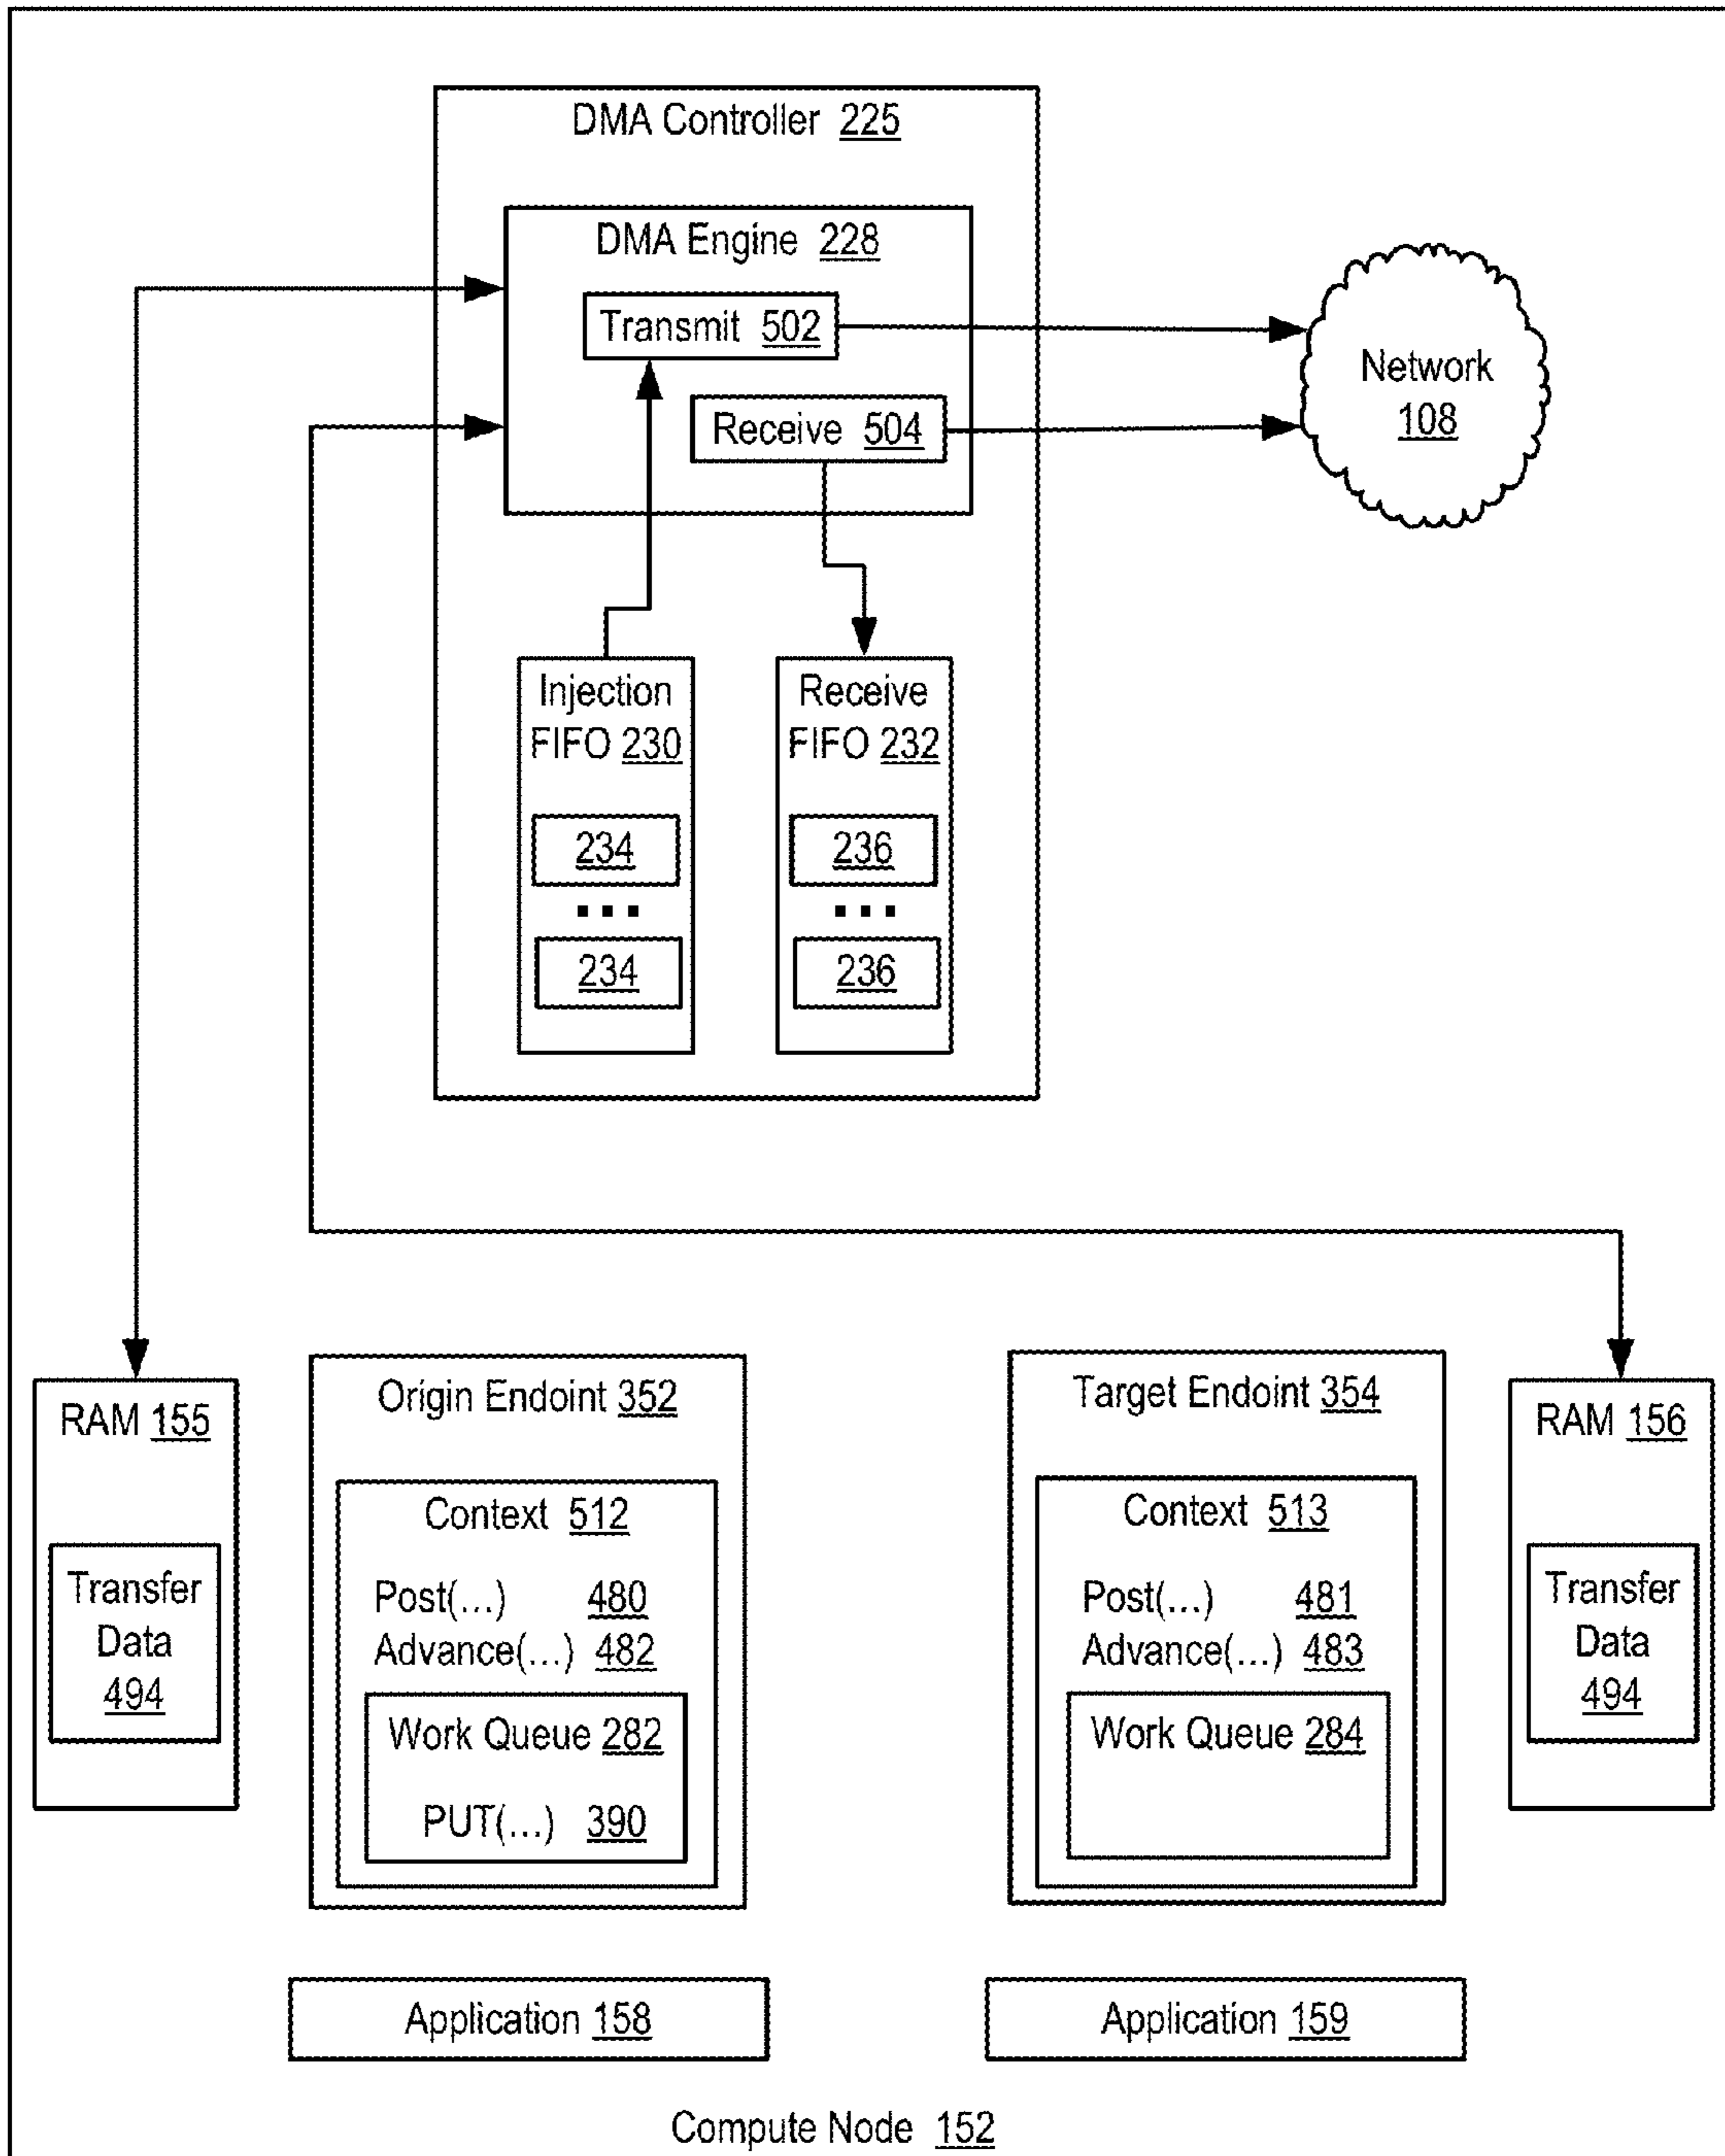 DMA Controller 225
DMA Engine 228
Transmit 502
Receive 504
Network
108
Injection
FIFO 230
234
...
234
Receive
FIFO 232
236
...
236
RAM 155
Transfer
Data
494
Origin Endoint 352
Context 512
Post(...) 480
Advance(...) 482
Work Queue 282
PUT(...) 390
Target Endoint 354
Context 513
Post(...) 481
Advance(...) 483
Work Queue 284
RAM 156
Transfer
Data
494
Application 158
Application 159
Compute Node 152